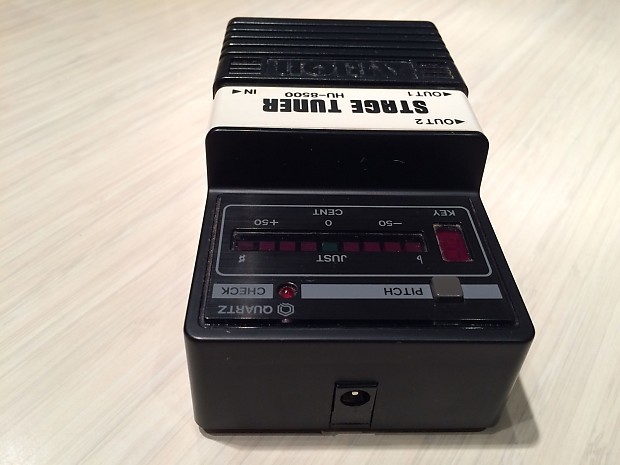 QUARTZ
PITCH CHECK
♭ JUST ♯
−50 0 +50
KEY CENT
◄OUT 2
STAGE TUNER
HU-8500
◄OUT 1 IN◄